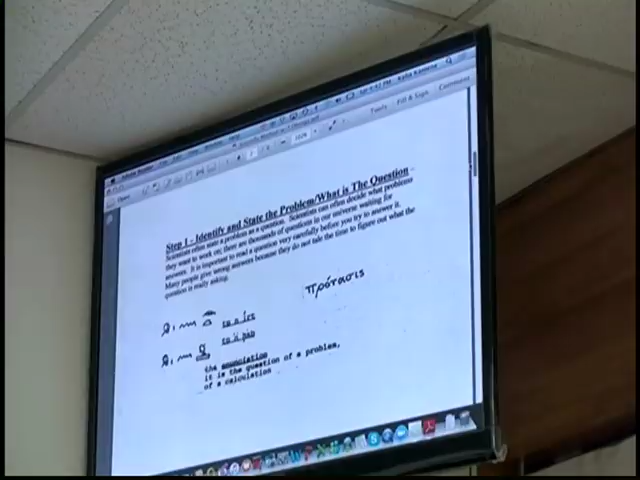 Tools Fill & Sign Comment
Step 1 - Identify and State the Problem/What is The Question
Scientists often state a problem as a question. Scientists can often decide what problems
they want to work on; there are thousands of questions in our universe waiting for
answers. It is important to read a question very carefully before you try to answer it.
Many people give wrong answers because they do not take the time to figure out what the
question is really asking.
πρότασις
the enunciation
it is the question of a problem,
of a calculation